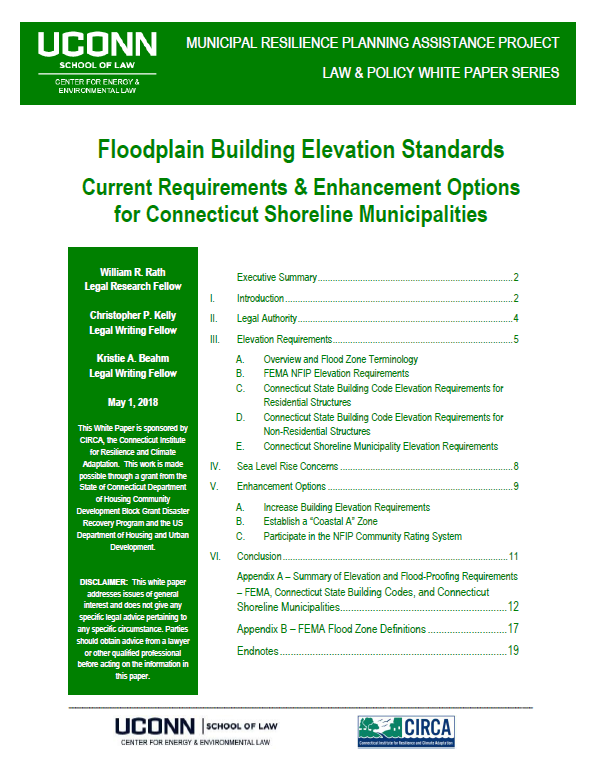 UCONN
SCHOOL OF LAW
CENTER FOR ENERGY &
ENVIRONMENTAL LAW
MUNICIPAL RESILIENCE PLANNING ASSISTANCE PROJECT
LAW & POLICY WHITE PAPER SERIES
Floodplain Building Elevation Standards
Current Requirements & Enhancement Options
for Connecticut Shoreline Municipalities
William R. Rath
Legal Research Fellow
Christopher P. Kelly
Legal Writing Fellow
Kristie A. Beahm
Legal Writing Fellow
May 1, 2018
This White Paper is sponsored by
CIRCA, the Connecticut Institute
for Resilience and Climate
Adaptation. This work is made
possible through a grant from the
State of Connecticut Department
of Housing Community
Development Block Grant Disaster
Recovery Program and the US
Department of Housing and Urban
Development.
DISCLAIMER: This white paper
addresses issues of general
interest and does not give any
specific legal advice pertaining to
any specific circumstance. Parties
should obtain advice from a lawyer
or other qualified professional
before acting on the information in
this paper.
Executive Summary 2
I. Introduction 2
II. Legal Authority 4
III. Elevation Requirements 5
A. Overview and Flood Zone Terminology
B. FEMA NFIP Elevation Requirements
C. Connecticut State Building Code Elevation Requirements for
Residential Structures
D. Connecticut State Building Code Elevation Requirements for
Non-Residential Structures
E. Connecticut Shoreline Municipality Elevation Requirements
IV. Sea Level Rise Concerns 8
V. Enhancement Options 9
A. Increase Building Elevation Requirements
B. Establish a “Coastal A” Zone
C. Participate in the NFIP Community Rating System
VI. Conclusion 11
Appendix A – Summary of Elevation and Flood-Proofing Requirements
– FEMA, Connecticut State Building Codes, and Connecticut
Shoreline Municipalities 12
Appendix B – FEMA Flood Zone Definitions 17
Endnotes 19
UCONN | SCHOOL OF LAW
CENTER FOR ENERGY & ENVIRONMENTAL LAW
CIRCA
Connecticut Institute for Resilience and Climate Adaptation